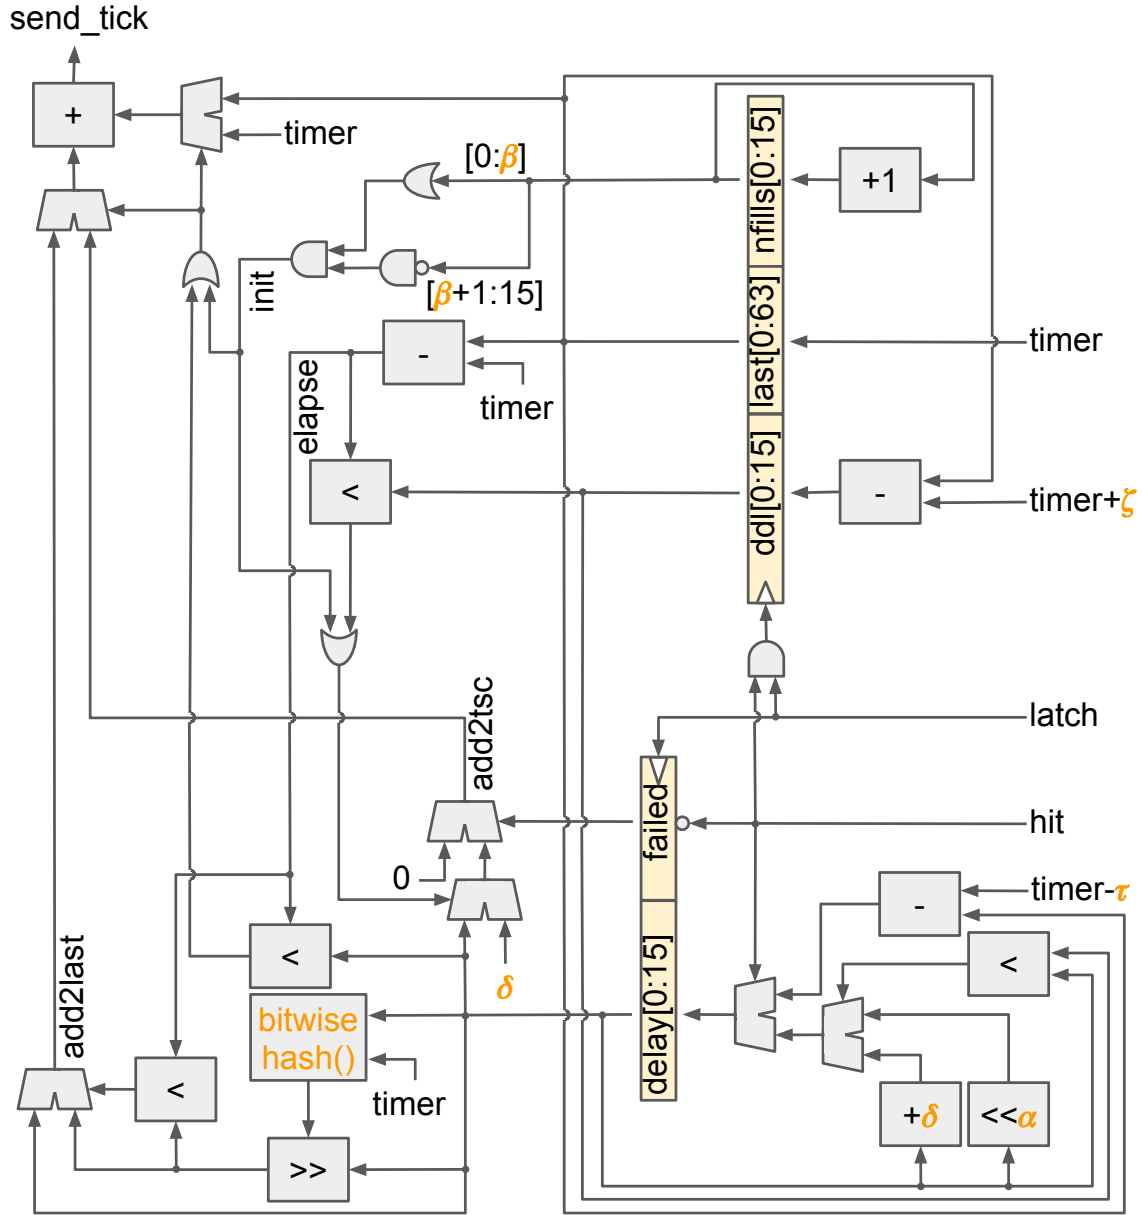 send_tick
+
timer
[0:β]
nfills[0:15]
+1
init
[β+1:15]
last[0:63]
-
timer
timer
elapse
<
ddl[0:15]
-
timer+ζ
add2tsc
latch
failed
hit
0
-
timer-τ
add2last
<
δ
delay[0:15]
<
bitwise
hash()
<
timer
+δ
<<α
>>